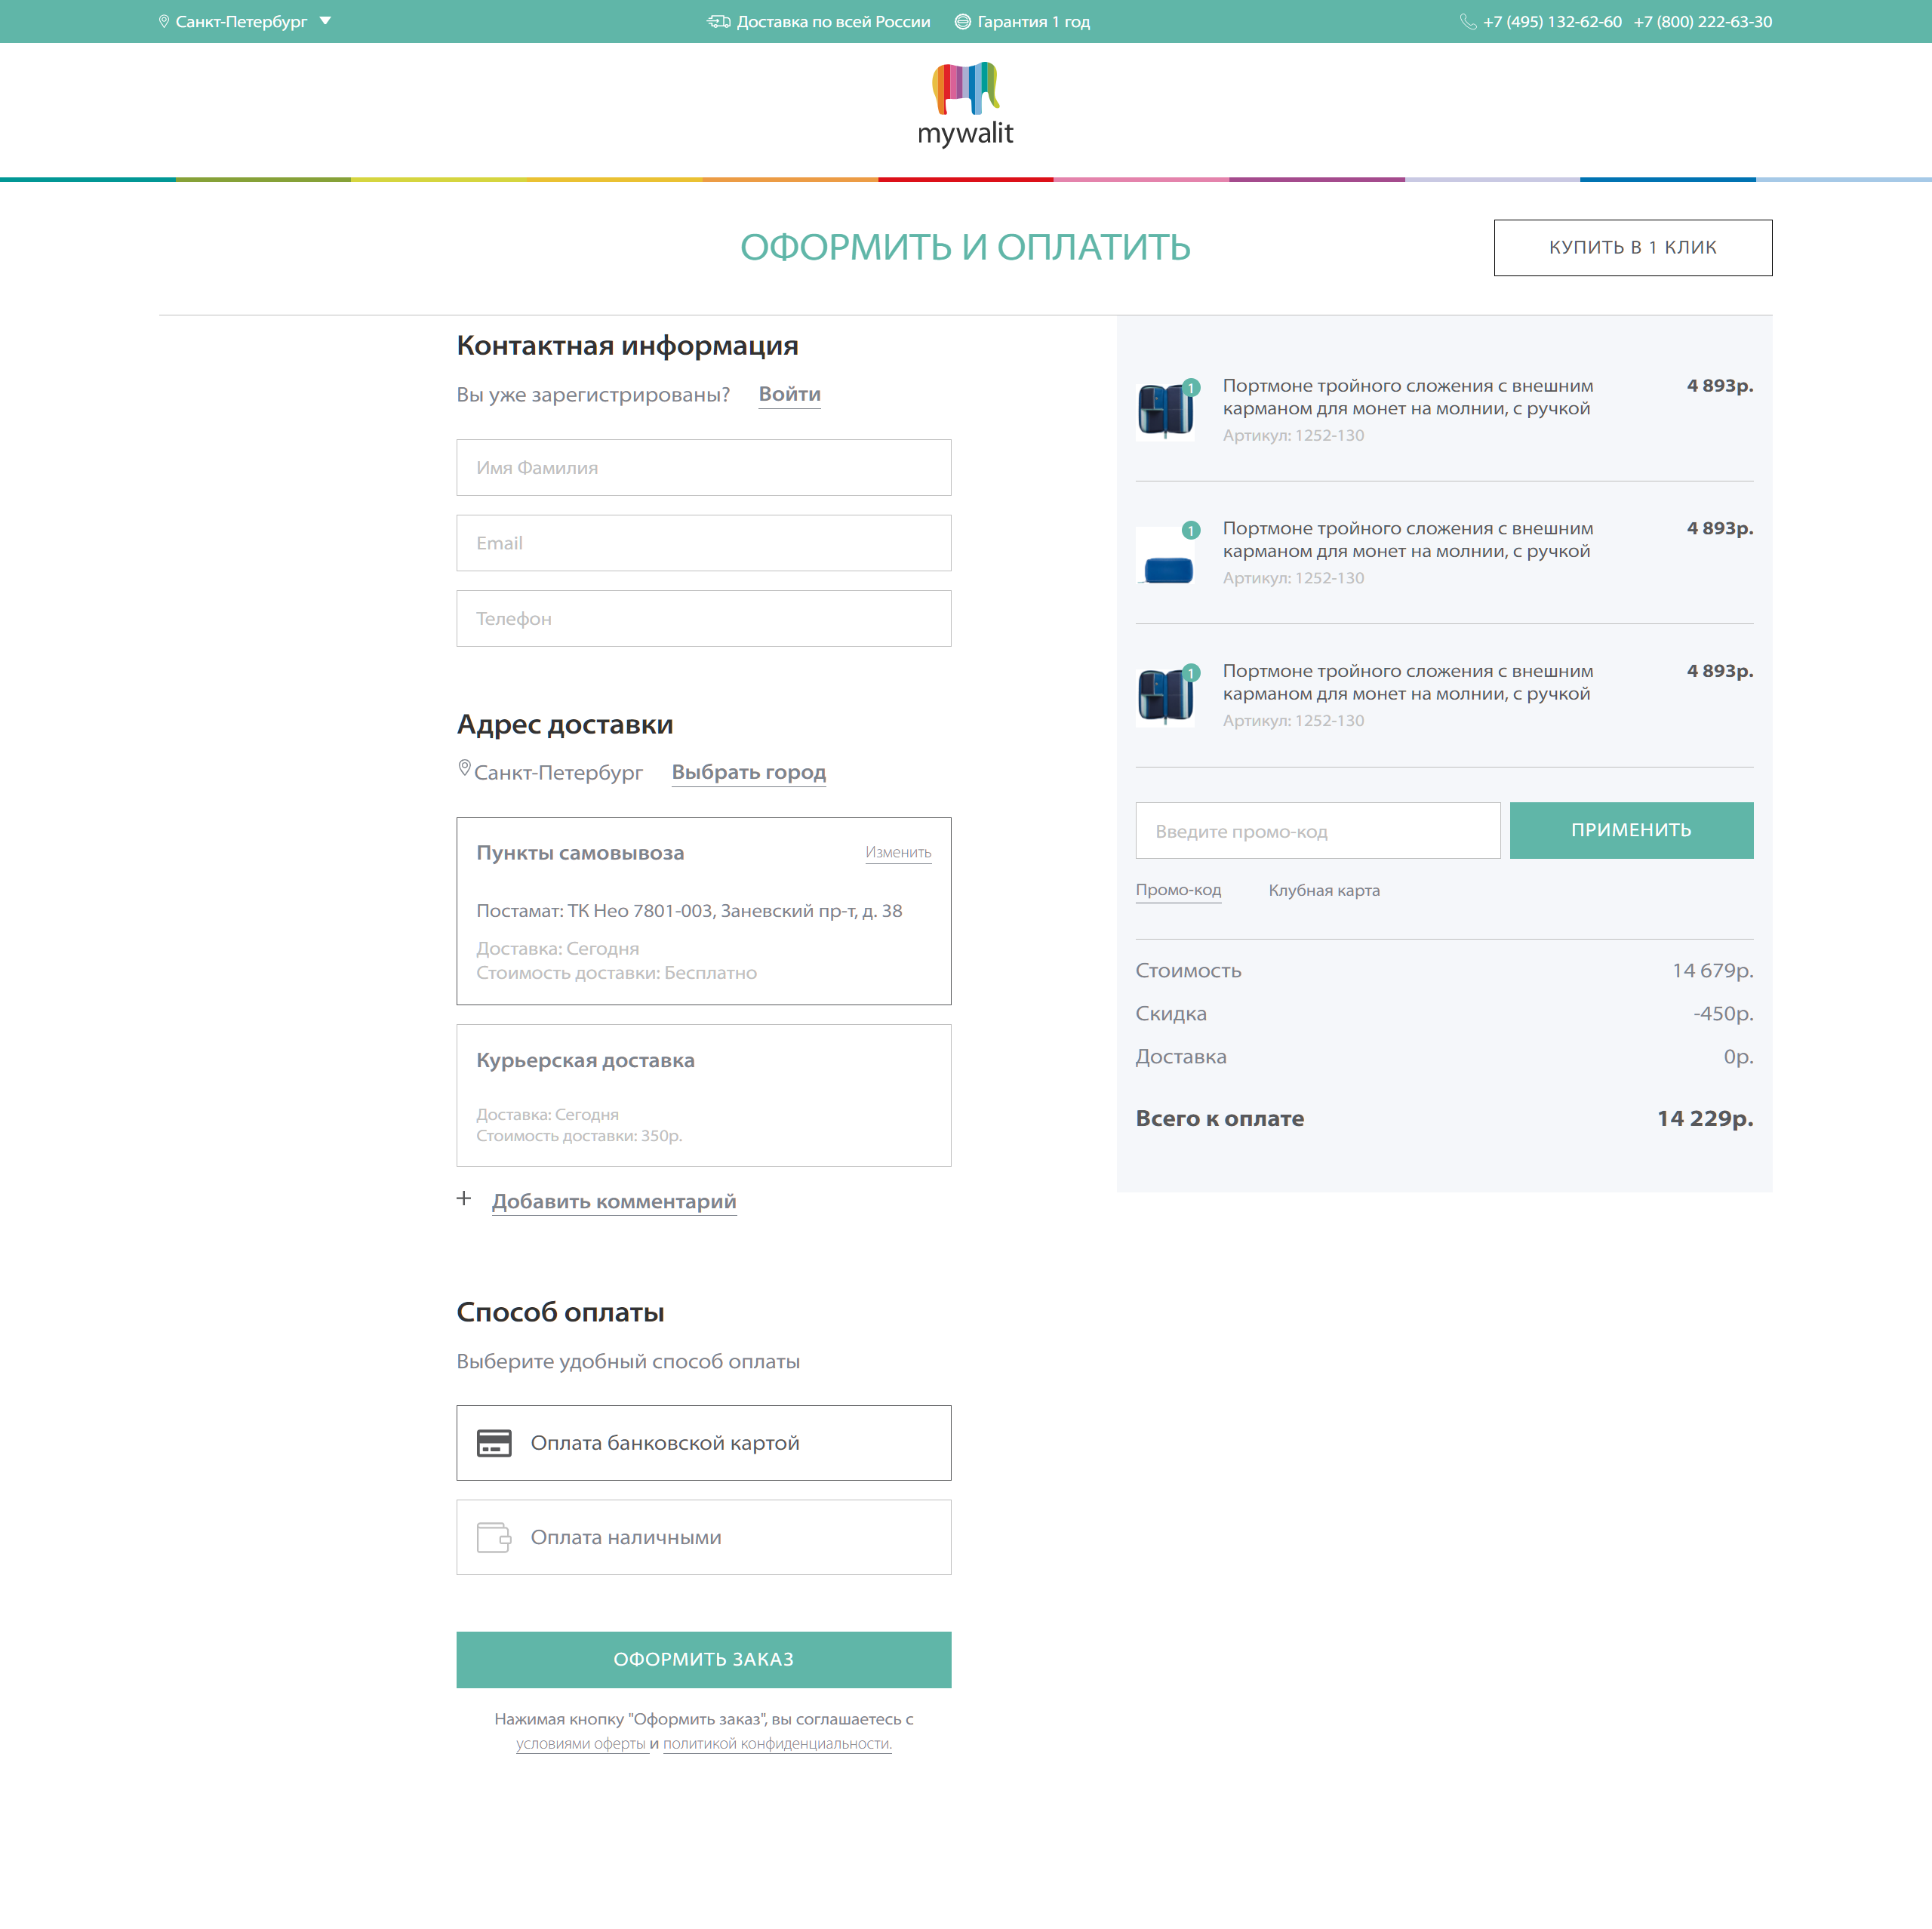 Санкт-Петербург
Доставка по всей России
Гарантия 1 год
+7 (495) 132-62-60 +7 (800) 222-63-30
mywalit
ОФОРМИТЬ И ОПЛАТИТЬ
КУПИТЬ В 1 КЛИК
Контактная информация
Вы уже зарегистрированы? Войти
Имя Фамилия
Email
Телефон
Адрес доставки
Санкт-Петербург Выбрать город
Пункты самовывоза Изменить
Постамат: ТК Нео 7801-003, Заневский пр-т, д. 38
Доставка: Сегодня
Стоимость доставки: Бесплатно
Курьерская доставка
Доставка: Сегодня
Стоимость доставки: 350р.
+ Добавить комментарий
Способ оплаты
Выберите удобный способ оплаты
Оплата банковской картой
Оплата наличными
ОФОРМИТЬ ЗАКАЗ
Нажимая кнопку "Оформить заказ", вы соглашаетесь с
условиями оферты и политикой конфиденциальности.
1
Портмоне тройного сложения с внешним 4 893р.
карманом для монет на молнии, с ручкой
Артикул: 1252-130
1
Портмоне тройного сложения с внешним 4 893р.
карманом для монет на молнии, с ручкой
Артикул: 1252-130
1
Портмоне тройного сложения с внешним 4 893р.
карманом для монет на молнии, с ручкой
Артикул: 1252-130
Введите промо-код ПРИМЕНИТЬ
Промо-код Клубная карта
Стоимость 14 679р.
Скидка -450р.
Доставка 0р.
Всего к оплате 14 229р.